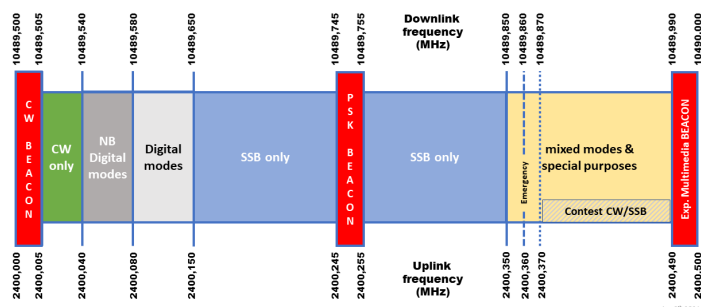 Downlink
frequency
(MHz)
10489,500
10489,505
10489,540
10489,580
10489,650
10489,745
10489,755
10489,850
10489,860
10489,870
10489,990
10490,000
CW BEACON
CW
only
NB
Digital
modes
Digital
modes
SSB only
PSK BEACON
SSB only
Emergency
mixed modes &
special purposes
Contest CW/SSB
Exp. Multimedia BEACON
2400,000
2400,005
2400,040
2400,080
2400,150
2400,245
2400,255
2400,350
2400,360
2400,370
2400,490
2400,500
Uplink
frequency
(MHz)